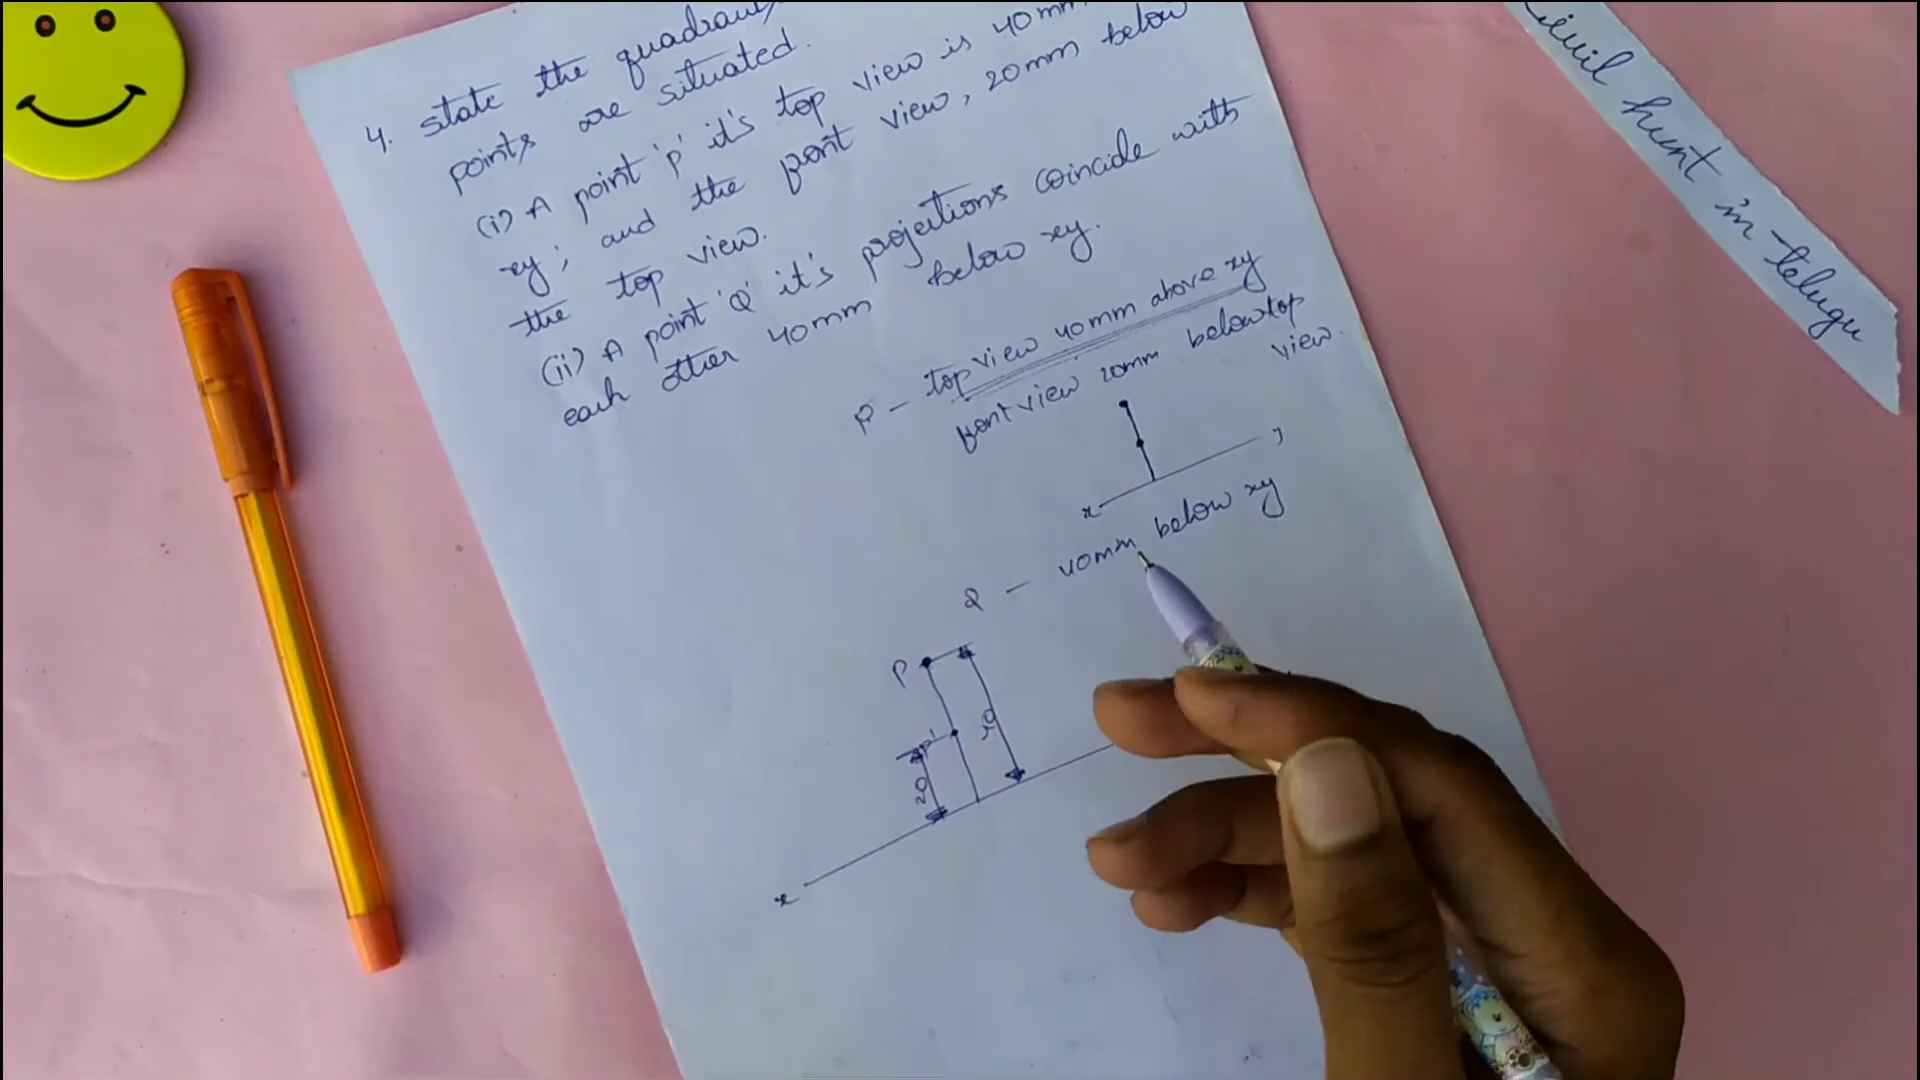 4. state the quadrant
points are situated.
(i) A point 'p' it's top view is 40mm
xy; and the front view, 20mm below
the top view.
(ii) A point 'Q' it's projections coincide with
each other 40mm below xy.
P - top view 40mm above xy
front view 20mm below top
view.
x y
Q - 40mm below xy
P
p'
20
40
x
civil hunt in telugu